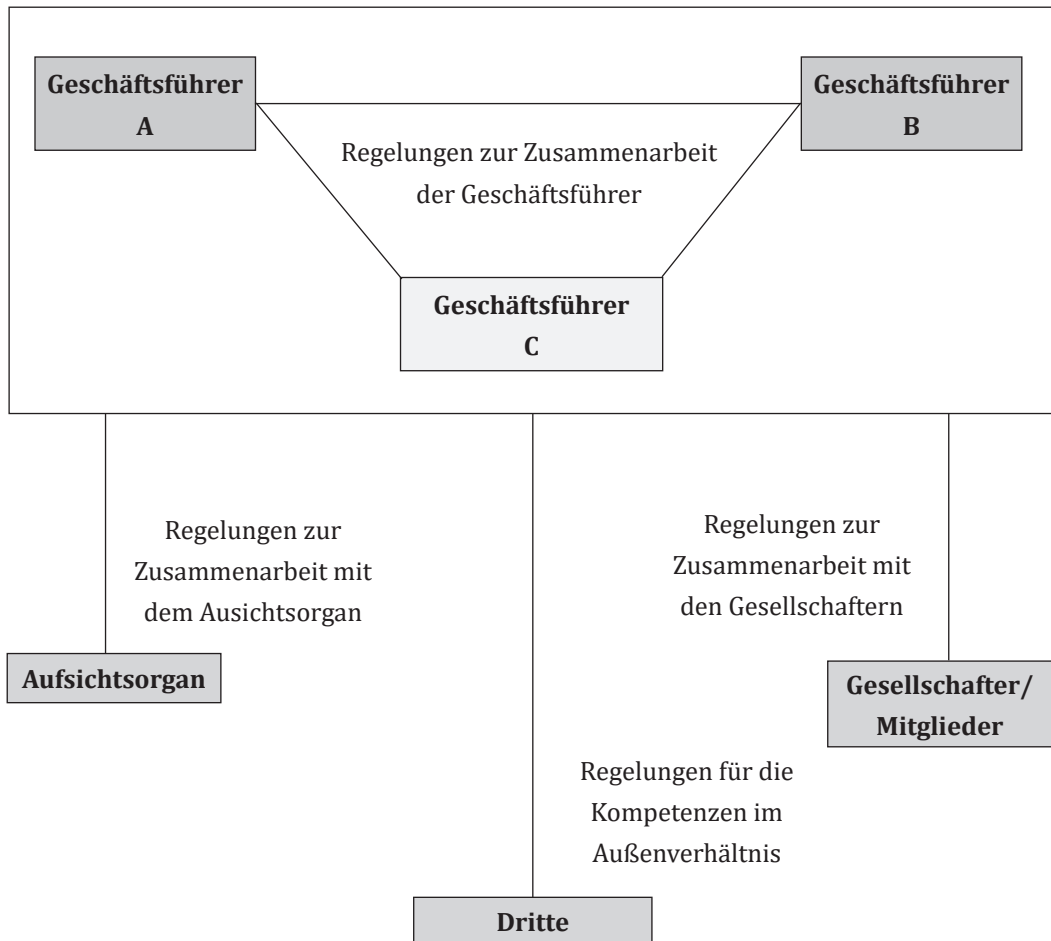 Geschäftsführer
A
Geschäftsführer
B
Regelungen zur Zusammenarbeit
der Geschäftsführer
Geschäftsführer
C
Regelungen zur
Zusammenarbeit mit
dem Ausichtsorgan
Regelungen zur
Zusammenarbeit mit
den Gesellschaftern
Aufsichtsorgan
Gesellschafter/
Mitglieder
Regelungen für die
Kompetenzen im
Außenverhältnis
Dritte